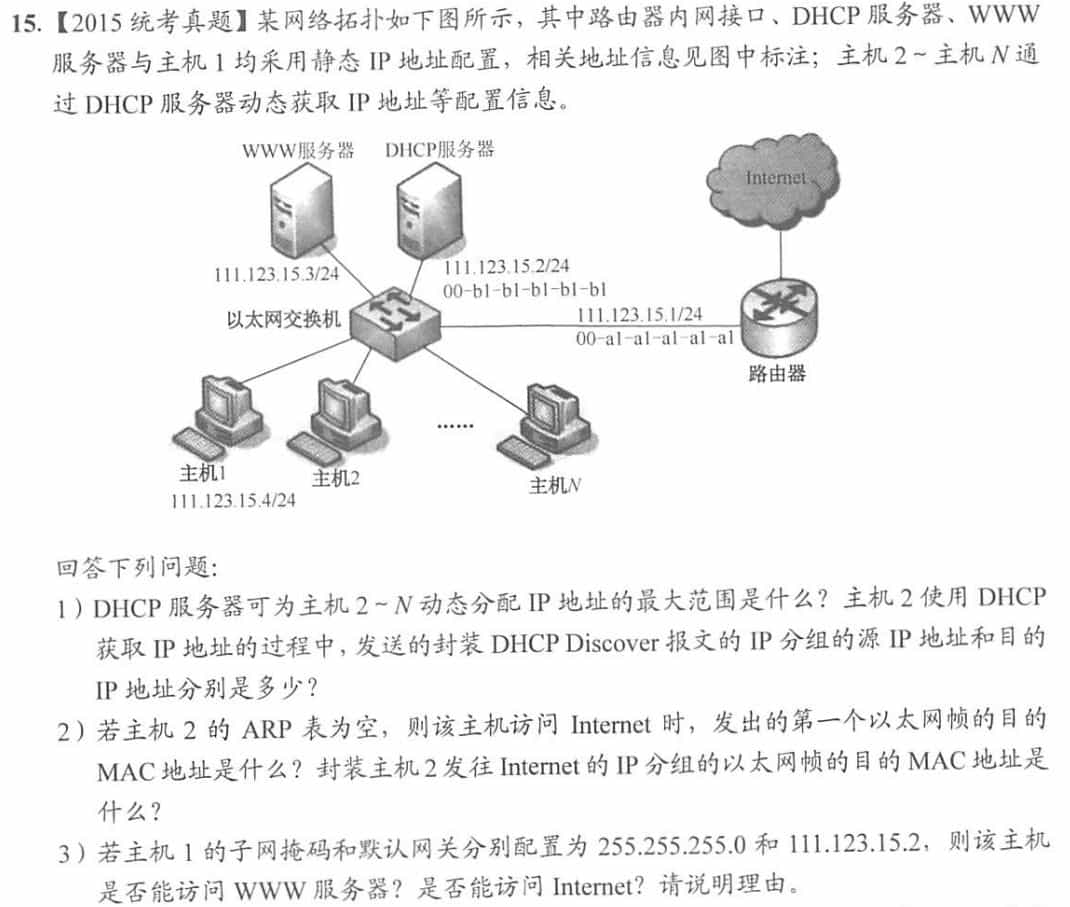 15.【2015 统考真题】某网络拓扑如下图所示，其中路由器内网接口、DHCP 服务器、WWW
服务器与主机 1 均采用静态 IP 地址配置，相关地址信息见图中标注；主机 2 ~ 主机 N 通
过 DHCP 服务器动态获取 IP 地址等配置信息。
WWW服务器 DHCP服务器
Internet
111.123.15.3/24
111.123.15.2/24
00-b1-b1-b1-b1-b1
以太网交换机
111.123.15.1/24
00-a1-a1-a1-a1-a1
路由器
......
主机1
主机2
主机N
111.123.15.4/24
回答下列问题：
1）DHCP 服务器可为主机 2 ~ N 动态分配 IP 地址的最大范围是什么？主机 2 使用 DHCP
获取 IP 地址的过程中，发送的封装 DHCP Discover 报文的 IP 分组的源 IP 地址和目的
IP 地址分别是多少？
2）若主机 2 的 ARP 表为空，则该主机访问 Internet 时，发出的第一个以太网帧的目的
MAC 地址是什么？封装主机 2 发往 Internet 的 IP 分组的以太网帧的目的 MAC 地址是
什么？
3）若主机 1 的子网掩码和默认网关分别配置为 255.255.255.0 和 111.123.15.2，则该主机
是否能访问 WWW 服务器？是否能访问 Internet？请说明理由。